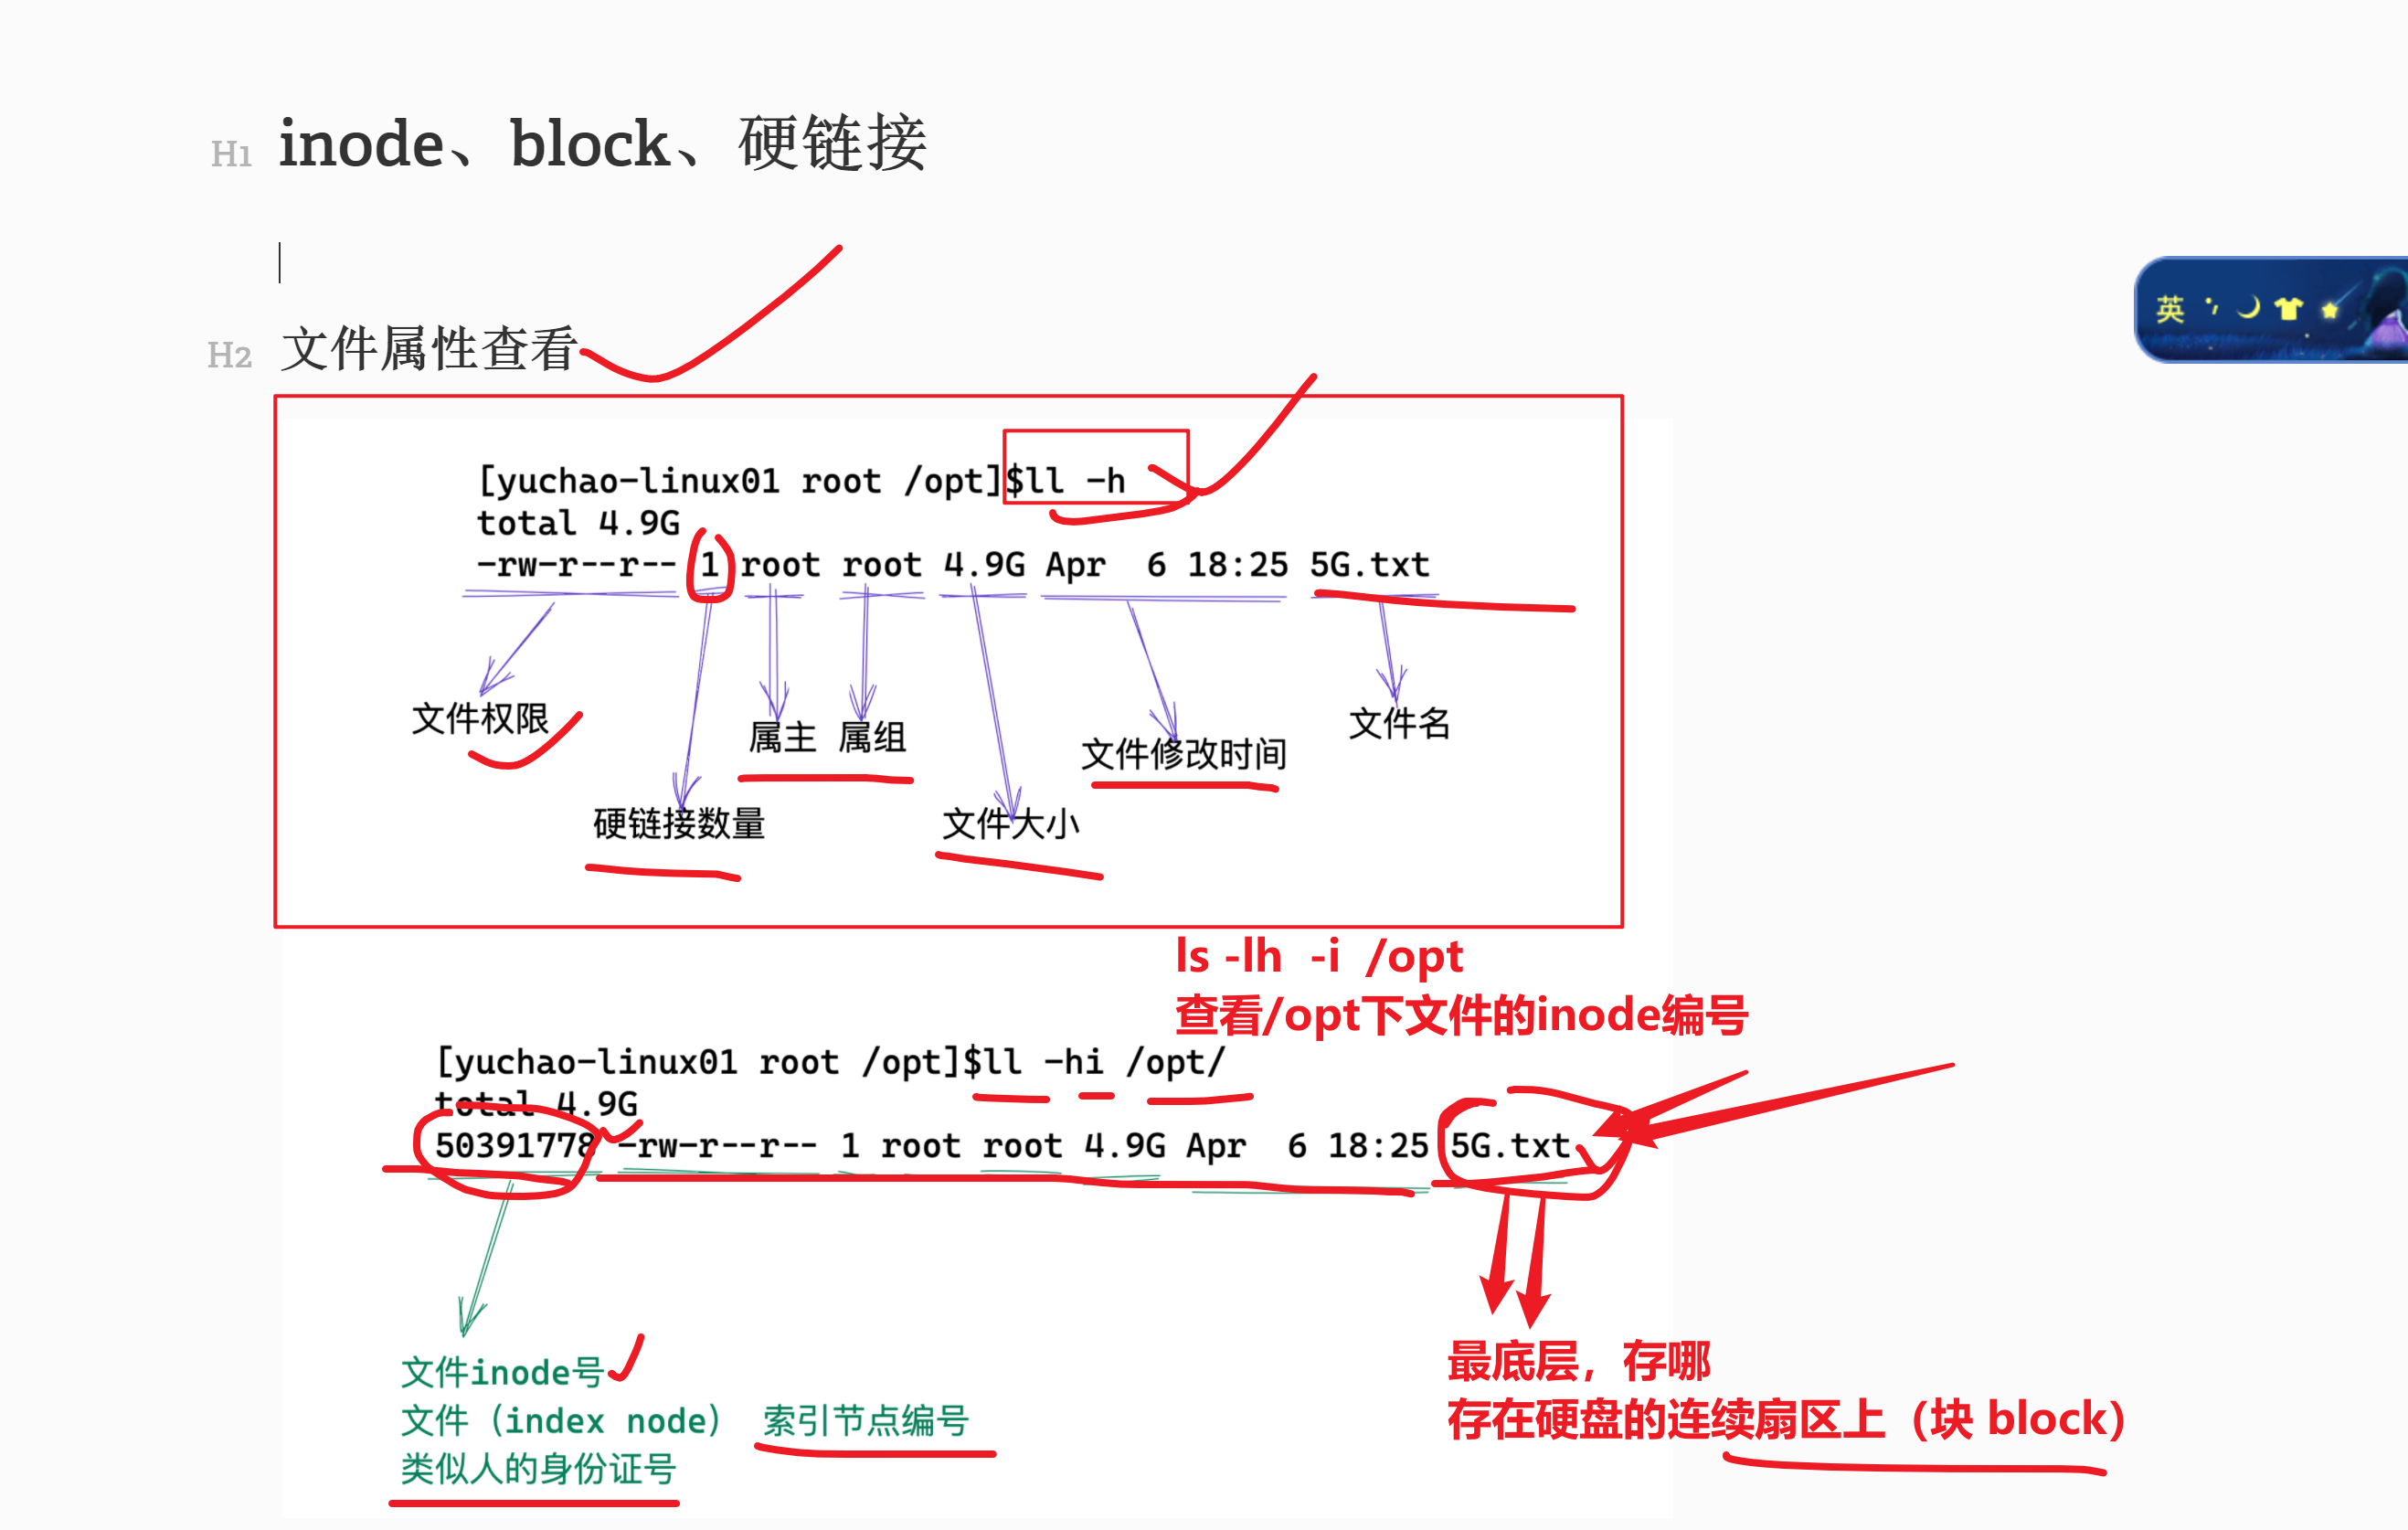 H1 inode、block、硬链接
英
H2 文件属性查看
[yuchao-linux01 root /opt]$ll -h
total 4.9G
-rw-r--r-- 1 root root 4.9G Apr  6 18:25 5G.txt
文件权限
属主 属组
文件修改时间
文件名
硬链接数量
文件大小
ls -lh -i /opt
查看/opt下文件的inode编号
[yuchao-linux01 root /opt]$ll -hi /opt/
total 4.9G
50391778 -rw-r--r-- 1 root root 4.9G Apr  6 18:25 5G.txt
文件inode号
文件（index node） 索引节点编号
类似人的身份证号
最底层，存哪
存在硬盘的连续扇区上（块 block）